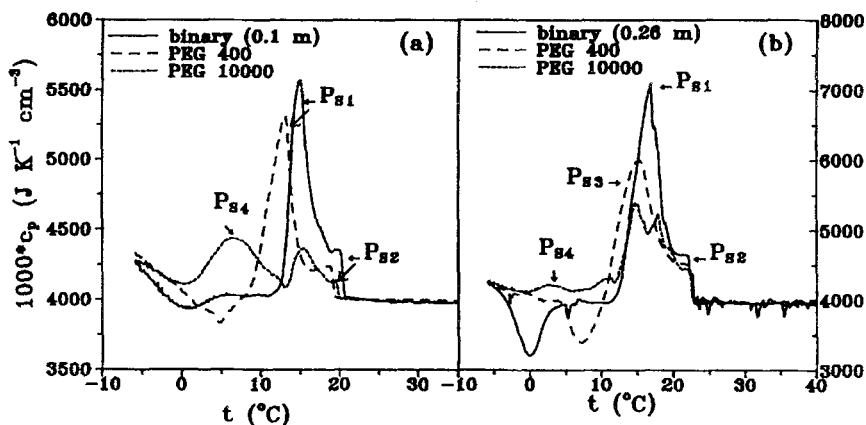 binary (0.1 m)
PEG 400
PEG 10000
(a)
P_S1
P_S4
P_S2
6000
5500
5000
4500
4000
3500
1000*c_p (J K⁻¹ cm⁻³)
-10
0
10
20
30
t (°C)
binary (0.26 m)
PEG 400
PEG 10000
(b)
P_S1
P_S3
P_S4
P_S2
8000
7000
6000
5000
4000
3000
-10
0
10
20
30
40
t (°C)